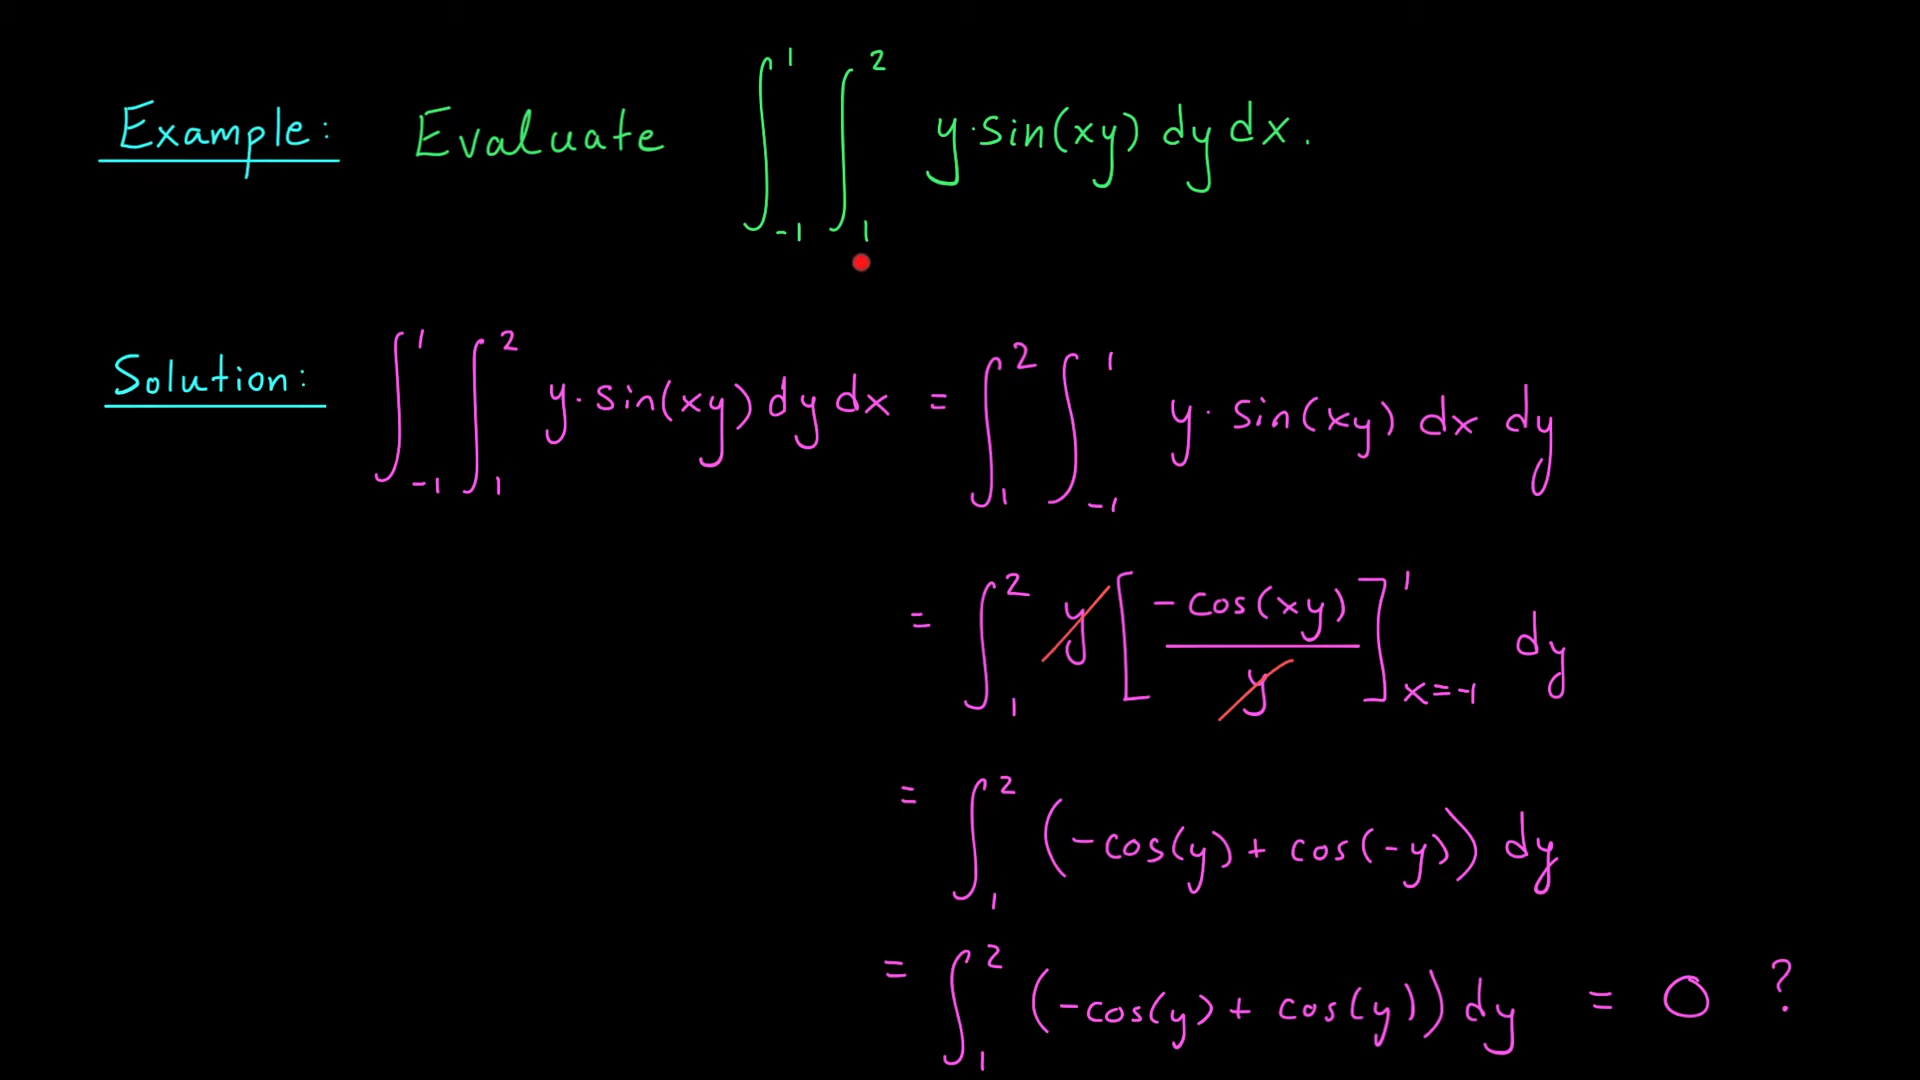 Example: Evaluate ∫_{-1}^{1} ∫_{1}^{2} y·sin(xy) dy dx.
Solution: ∫_{-1}^{1} ∫_{1}^{2} y·sin(xy) dy dx = ∫_{1}^{2} ∫_{-1}^{1} y·sin(xy) dx dy
= ∫_{1}^{2} y [ -cos(xy) / y ]_{x=-1}^{1} dy
= ∫_{1}^{2} (-cos(y) + cos(-y)) dy
= ∫_{1}^{2} (-cos(y) + cos(y)) dy = 0 ?